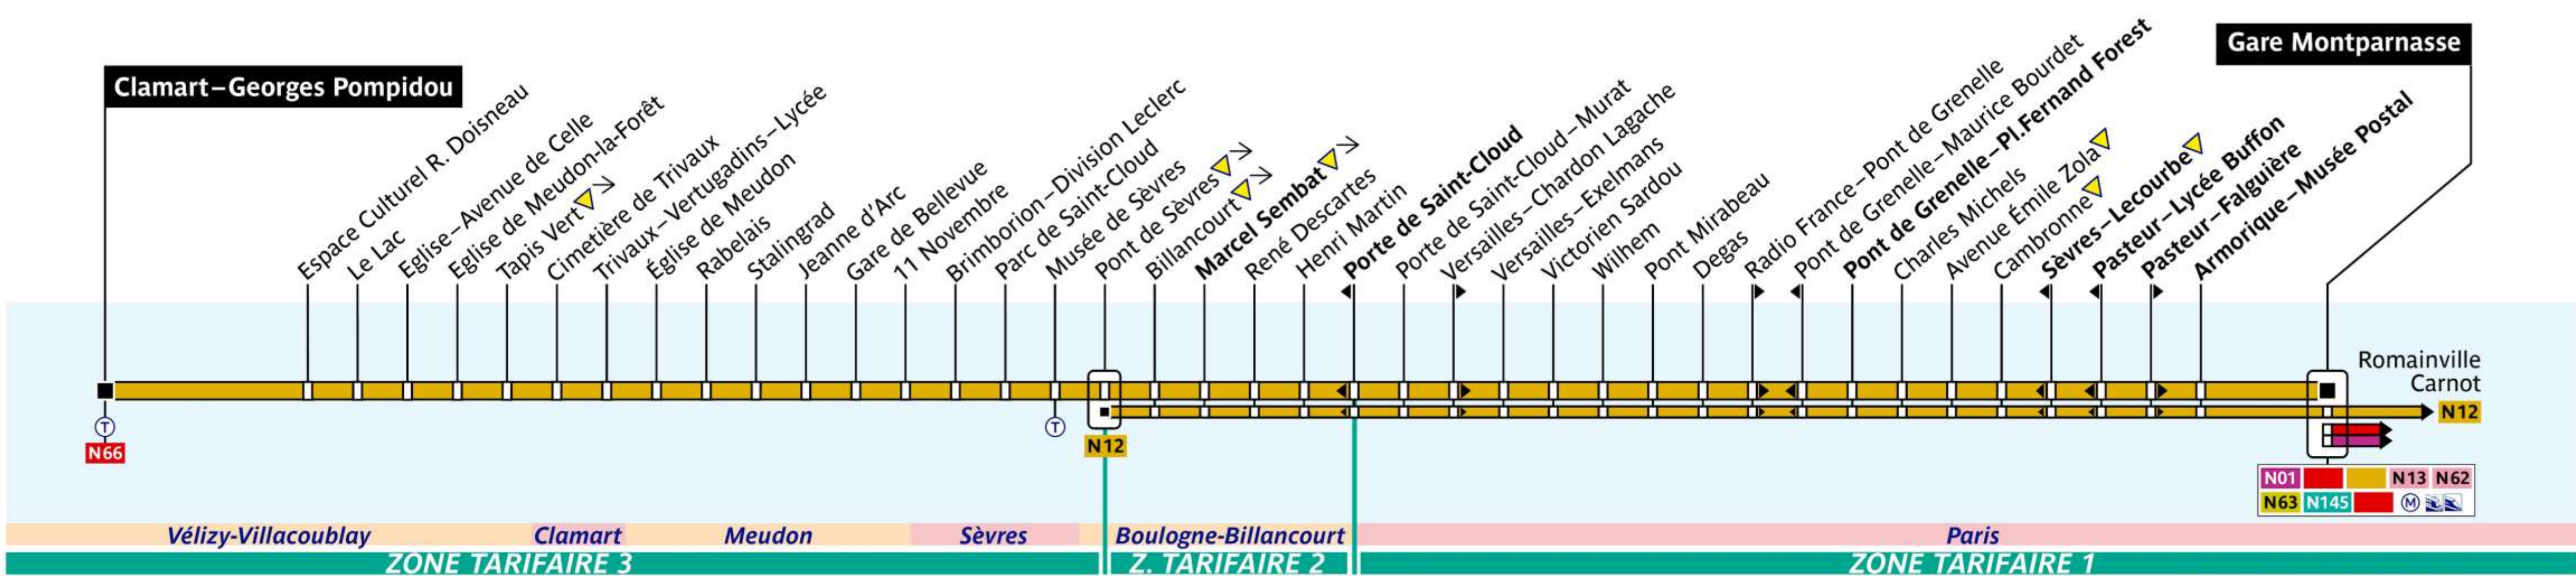 Clamart–Georges Pompidou
Espace Culturel R. Doisneau
Le Lac
Eglise–Avenue de Celle
Eglise de Meudon-la-Forêt
Tapis Vert
Cimetière de Trivaux
Trivaux–Vertugadins–Lycée
Église de Meudon
Rabelais
Stalingrad
Jeanne d'Arc
Gare de Bellevue
11 Novembre
Brimborion–Division Leclerc
Parc de Saint-Cloud
Musée de Sèvres
Pont de Sèvres
Billancourt
Marcel Sembat
René Descartes
Henri Martin
Porte de Saint-Cloud
Porte de Saint-Cloud–Murat
Versailles–Chardon Lagache
Versailles–Exelmans
Victorien Sardou
Wilhem
Pont Mirabeau
Degas
Radio France–Pont de Grenelle
Pont de Grenelle–Maurice Bourdet
Pont de Grenelle–Pl.Fernand Forest
Charles Michels
Avenue Émile Zola
Cambronne
Sèvres–Lecourbe
Pasteur–Lycée Buffon
Pasteur–Falguière
Armorique–Musée Postal
Gare Montparnasse
Romainville
Carnot
N12
T
N66
T
N12
N01 N13 N62
N63 N145 M
Vélizy-Villacoublay Clamart Meudon Sèvres Boulogne-Billancourt Paris
ZONE TARIFAIRE 3 Z. TARIFAIRE 2 ZONE TARIFAIRE 1